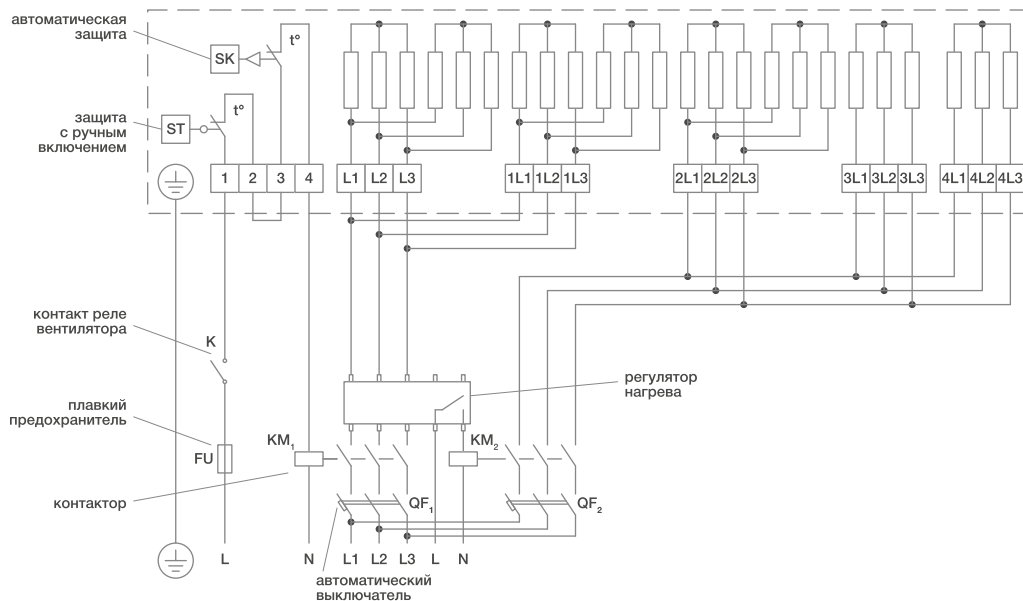 автоматическая
защита
SK
t°
защита
с ручным
включением
ST
t°
1 2 3 4 L1 L2 L3 1L1 1L2 1L3 2L1 2L2 2L3 3L1 3L2 3L3 4L1 4L2 4L3
контакт реле
вентилятора
K
регулятор
нагрева
плавкий
предохранитель
FU
KM1
KM2
контактор
QF1
QF2
L N L1 L2 L3 L N
автоматический
выключатель